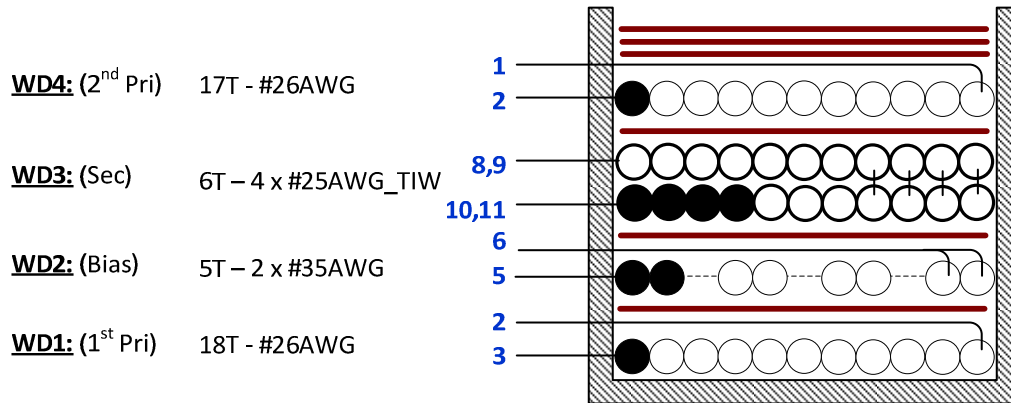 WD4: (2nd Pri) 17T - #26AWG
1
2
WD3: (Sec) 6T – 4 x #25AWG_TIW
8,9
10,11
WD2: (Bias) 5T – 2 x #35AWG
6
5
WD1: (1st Pri) 18T - #26AWG
2
3